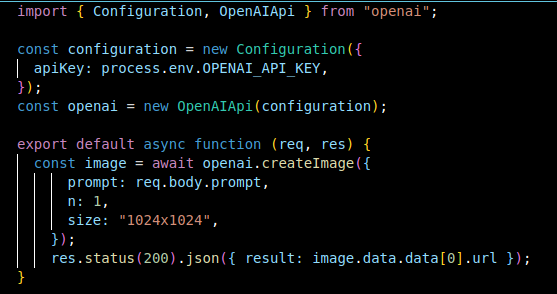 import { Configuration, OpenAIApi } from "openai";

const configuration = new Configuration({
  apiKey: process.env.OPENAI_API_KEY,
});
const openai = new OpenAIApi(configuration);

export default async function (req, res) {
  const image = await openai.createImage({
      prompt: req.body.prompt,
      n: 1,
      size: "1024x1024",
    });
    res.status(200).json({ result: image.data.data[0].url });
}